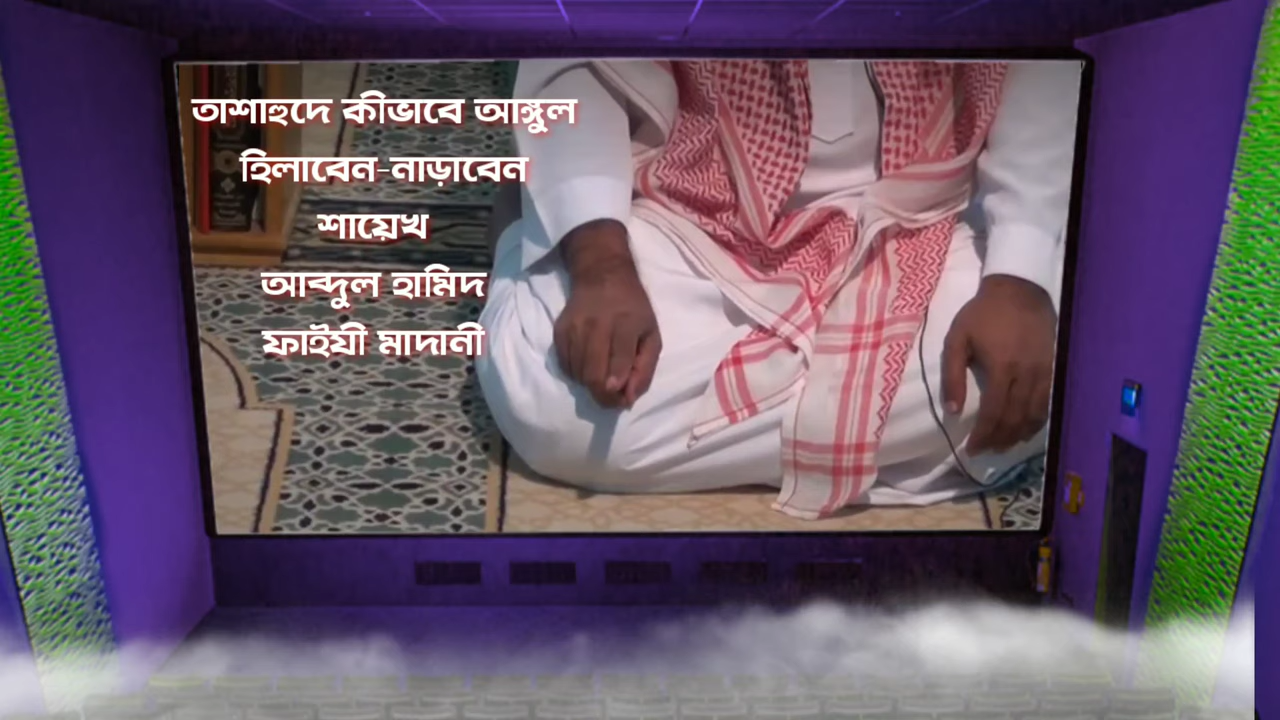 তাশাহুদে কীভাবে আঙ্গুল
হিলাবেন-নাড়াবেন
শায়েখ
আব্দুল হামিদ
ফাইযী মাদানী